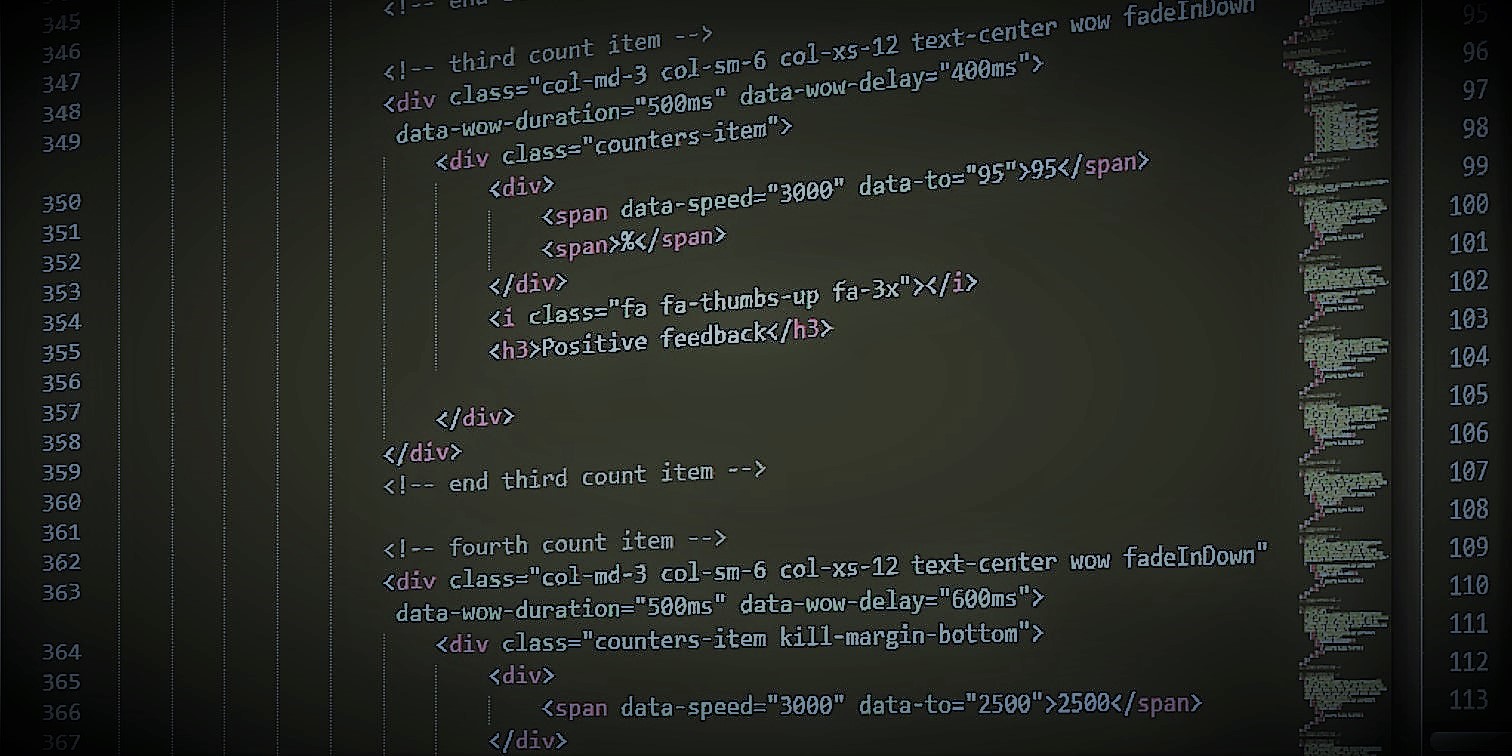 345
346
347
348
349
350
351
352
353
354
355
356
357
358
359
360
361
362
363
364
365
366
367
<!-- end
<!-- third count item -->
<div class="col-md-3 col-sm-6 col-xs-12 text-center wow fadeInDown
data-wow-duration="500ms" data-wow-delay="400ms">
<div class="counters-item">
<div>
<span data-speed="3000" data-to="95">95</span>
<span>%</span>
</div>
<i class="fa fa-thumbs-up fa-3x"></i>
<h3>Positive feedback</h3>
</div>
</div>
<!-- end third count item -->
<!-- fourth count item -->
<div class="col-md-3 col-sm-6 col-xs-12 text-center wow fadeInDown"
data-wow-duration="500ms" data-wow-delay="600ms">
<div class="counters-item kill-margin-bottom">
<div>
<span data-speed="3000" data-to="2500">2500</span>
</div>
95
96
97
98
99
100
101
102
103
104
105
106
107
108
109
110
111
112
113